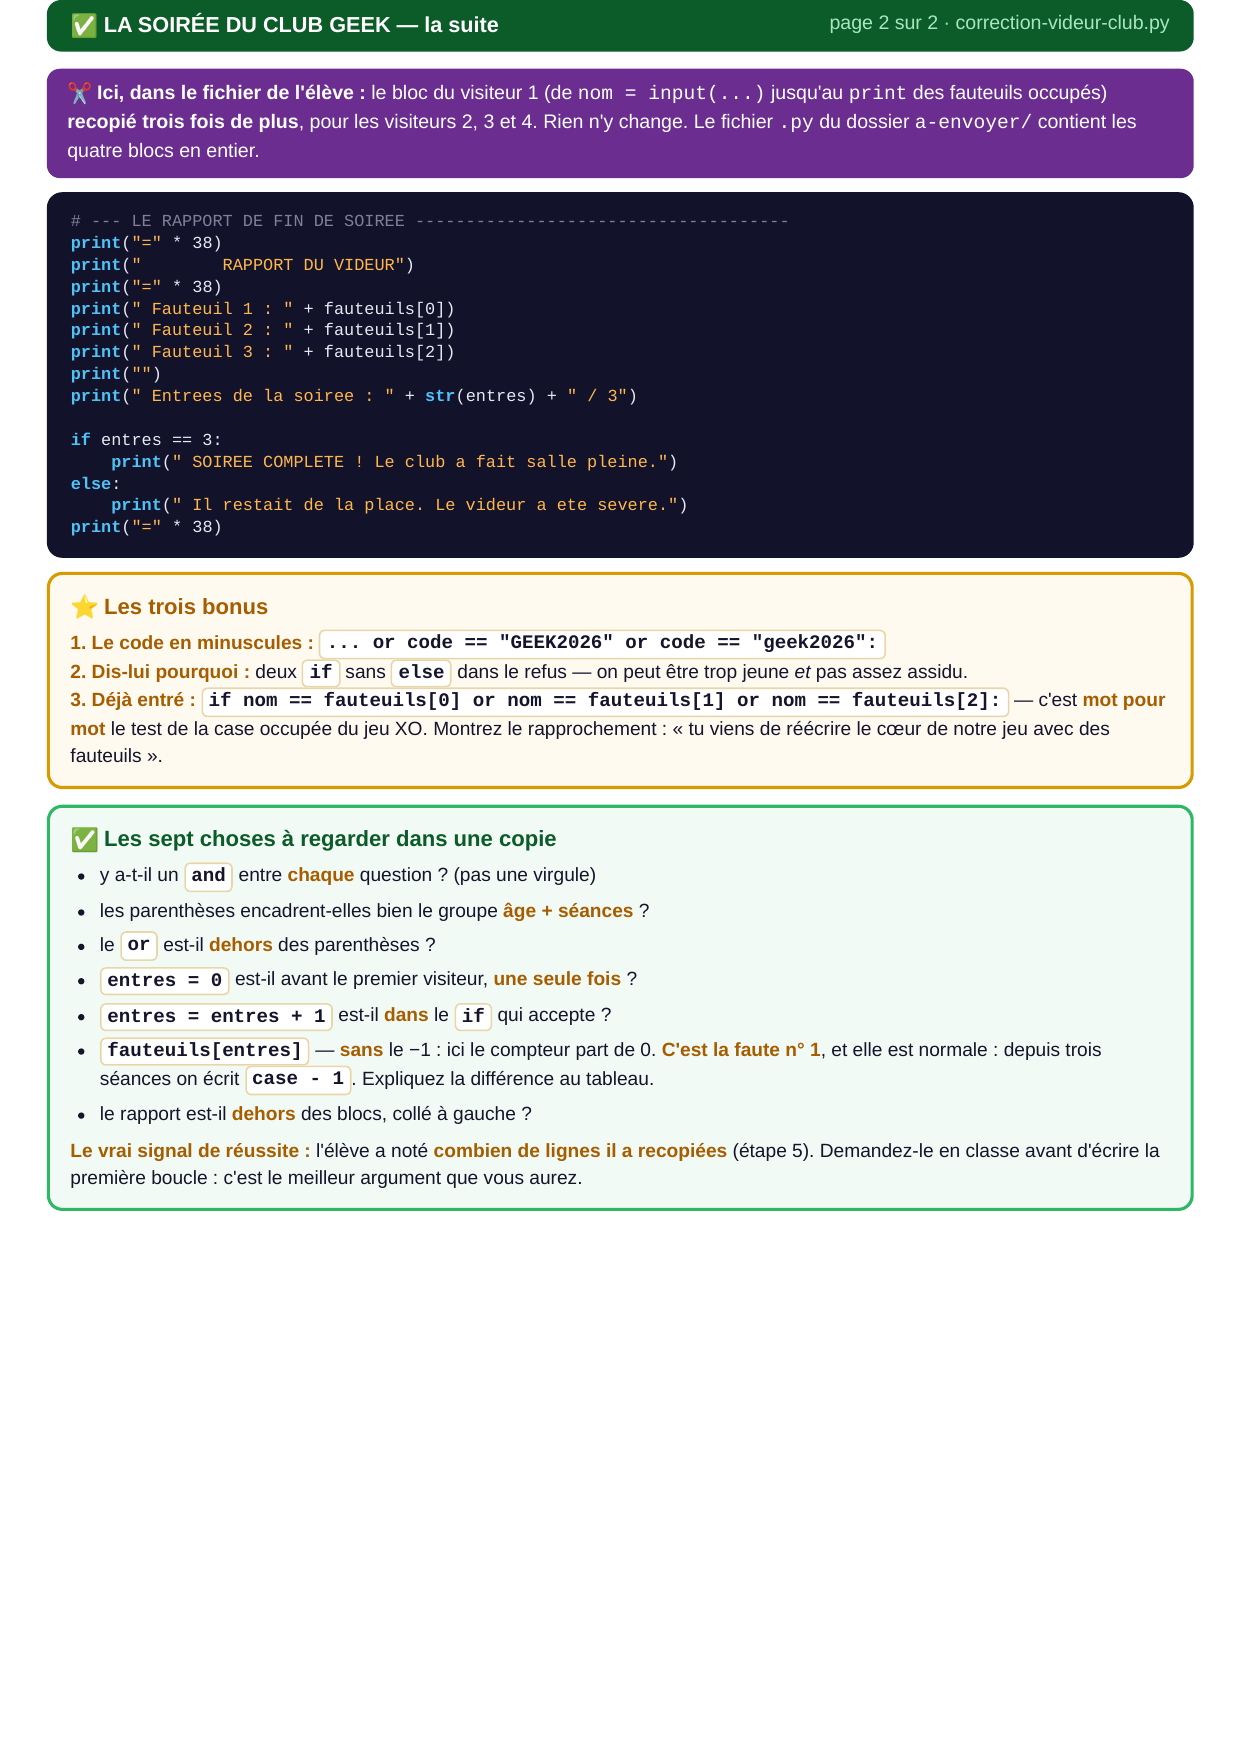 ✅ LA SOIRÉE DU CLUB GEEK — la suite
page 2 sur 2 · correction-videur-club.py
✂️ Ici, dans le fichier de l'élève : le bloc du visiteur 1 (de nom = input(...) jusqu'au print des fauteuils occupés)
recopié trois fois de plus, pour les visiteurs 2, 3 et 4. Rien n'y change. Le fichier .py du dossier a-envoyer/ contient les
quatre blocs en entier.
# --- LE RAPPORT DE FIN DE SOIREE -------------------------------------
print("=" * 38)
print("        RAPPORT DU VIDEUR")
print("=" * 38)
print(" Fauteuil 1 : " + fauteuils[0])
print(" Fauteuil 2 : " + fauteuils[1])
print(" Fauteuil 3 : " + fauteuils[2])
print("")
print(" Entrees de la soiree : " + str(entres) + " / 3")
if entres == 3:
    print(" SOIREE COMPLETE ! Le club a fait salle pleine.")
else:
    print(" Il restait de la place. Le videur a ete severe.")
print("=" * 38)
⭐ Les trois bonus
1. Le code en minuscules : ... or code == "GEEK2026" or code == "geek2026":
2. Dis-lui pourquoi : deux if sans else dans le refus — on peut être trop jeune et pas assez assidu.
3. Déjà entré : if nom == fauteuils[0] or nom == fauteuils[1] or nom == fauteuils[2]: — c'est mot pour
mot le test de la case occupée du jeu XO. Montrez le rapprochement : « tu viens de réécrire le cœur de notre jeu avec des
fauteuils ».
✅ Les sept choses à regarder dans une copie
• y a-t-il un and entre chaque question ? (pas une virgule)
• les parenthèses encadrent-elles bien le groupe âge + séances ?
• le or est-il dehors des parenthèses ?
• entres = 0 est-il avant le premier visiteur, une seule fois ?
• entres = entres + 1 est-il dans le if qui accepte ?
• fauteuils[entres] — sans le −1 : ici le compteur part de 0. C'est la faute n° 1, et elle est normale : depuis trois
séances on écrit case - 1. Expliquez la différence au tableau.
• le rapport est-il dehors des blocs, collé à gauche ?
Le vrai signal de réussite : l'élève a noté combien de lignes il a recopiées (étape 5). Demandez-le en classe avant d'écrire la
première boucle : c'est le meilleur argument que vous aurez.